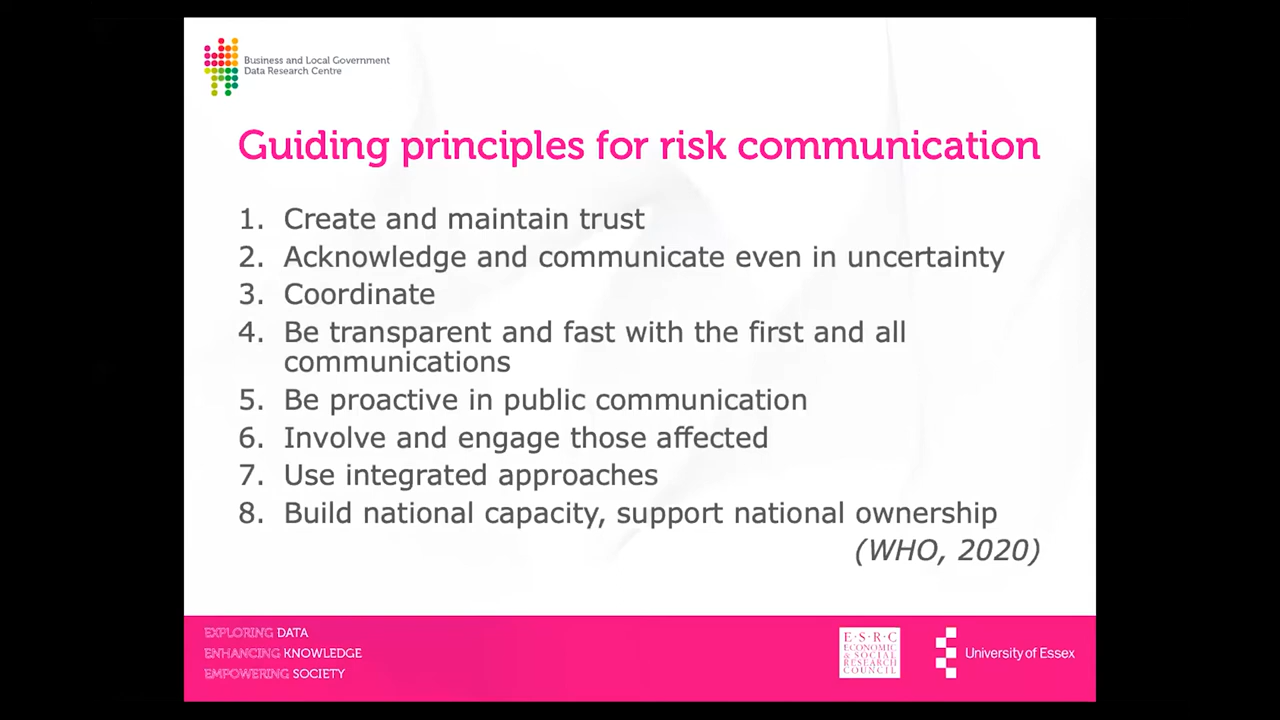 Business and Local Government
Data Research Centre
Guiding principles for risk communication
1. Create and maintain trust
2. Acknowledge and communicate even in uncertainty
3. Coordinate
4. Be transparent and fast with the first and all
communications
5. Be proactive in public communication
6. Involve and engage those affected
7. Use integrated approaches
8. Build national capacity, support national ownership
(WHO, 2020)
EXPLORING DATA
ENHANCING KNOWLEDGE
EMPOWERING SOCIETY
E·S·R·C
ECONOMIC
& SOCIAL
RESEARCH
COUNCIL
University of Essex